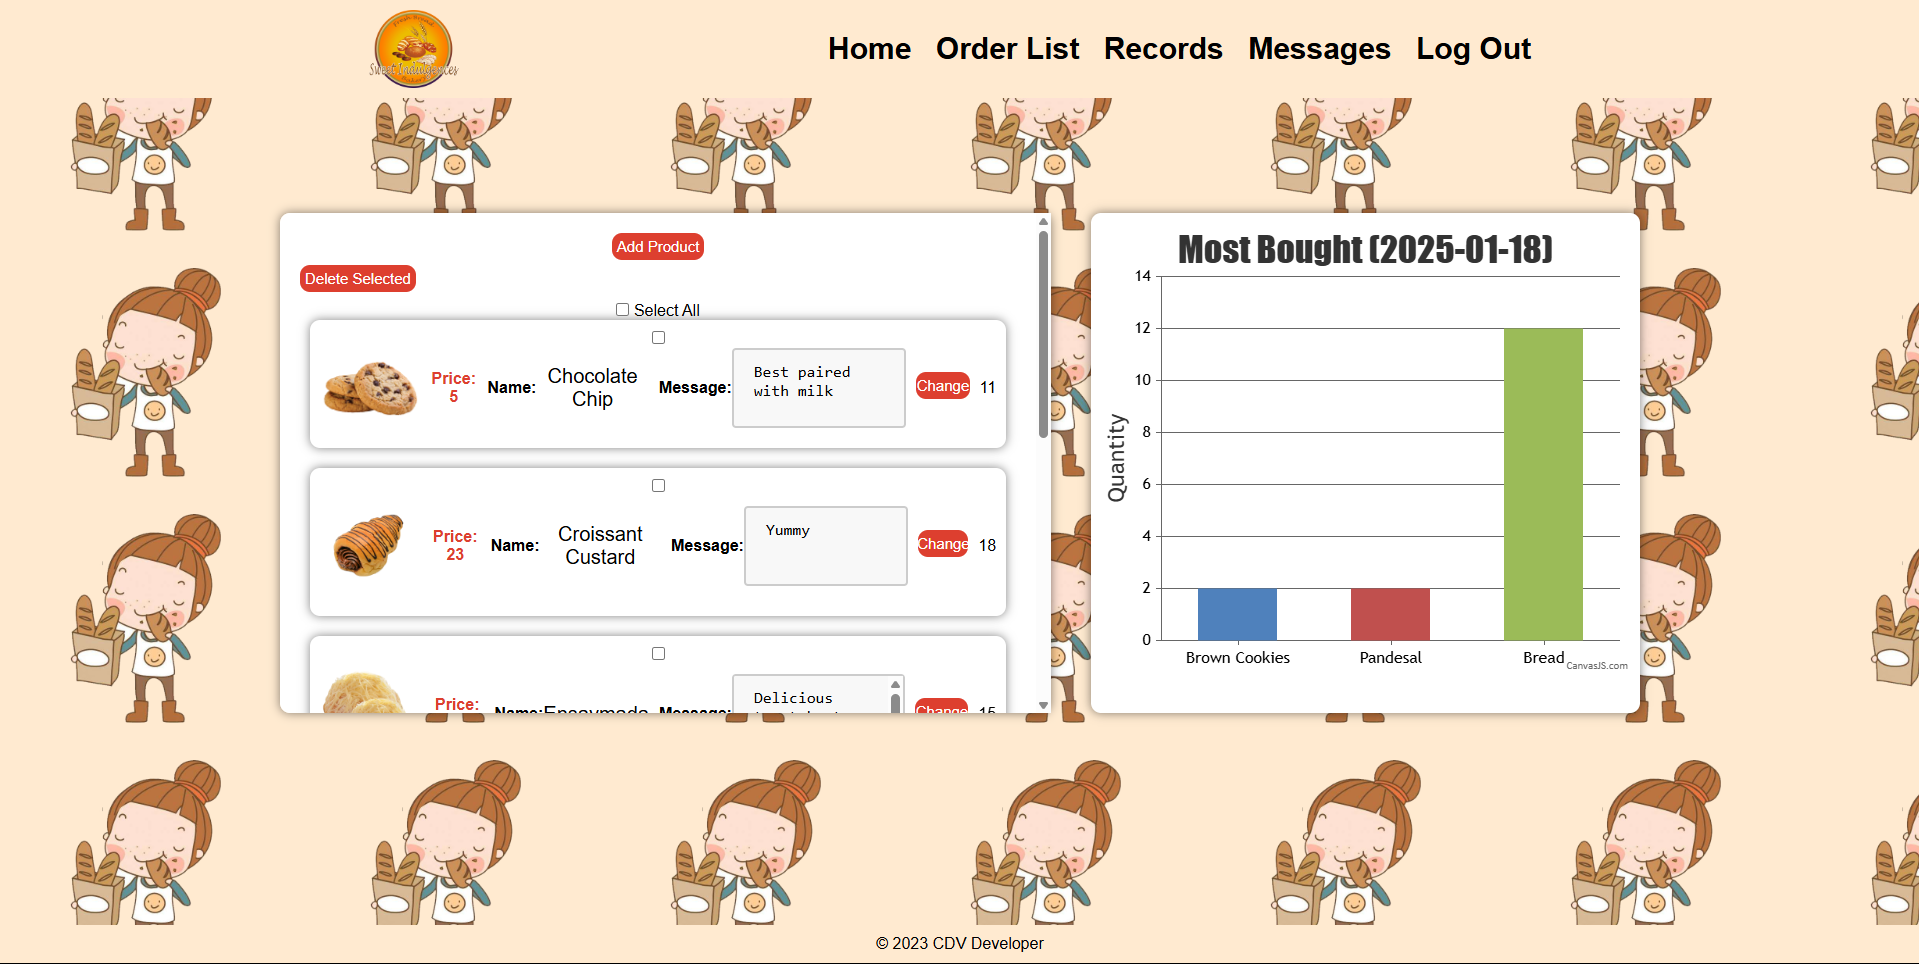 Sweet Indulgences
Home Order List Records Messages Log Out
Add Product
Delete Selected
Select All
Price: 5
Name:
Chocolate Chip
Message:
Best paired
with milk
Change
11
Price: 23
Name:
Croissant Custard
Message:
Yummy
Change
18
Price:
Name:
Ensaymada
Message:
Delicious
Change
15
Most Bought (2025-01-18)
Quantity
14
12
10
8
6
4
2
0
Brown Cookies Pandesal Bread
CanvasJS.com
© 2023 CDV Developer